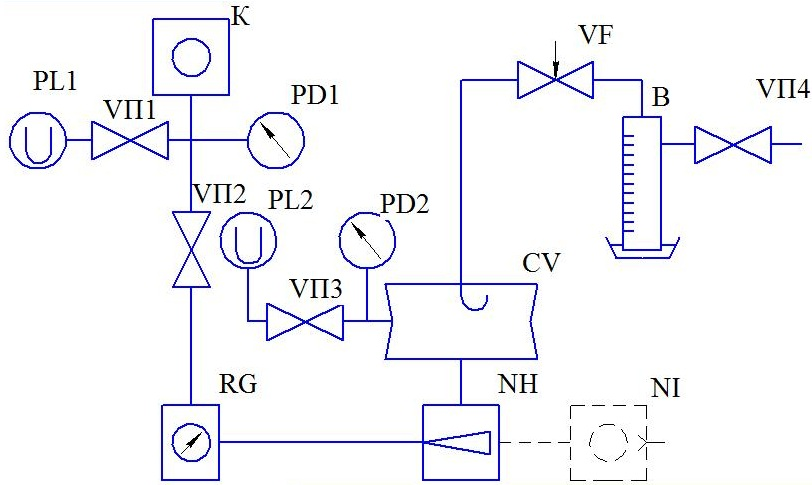 K
VF
PL1
VП1
PD1
B
VП4
VП2
PL2
PD2
VП3
CV
RG
NH
NI